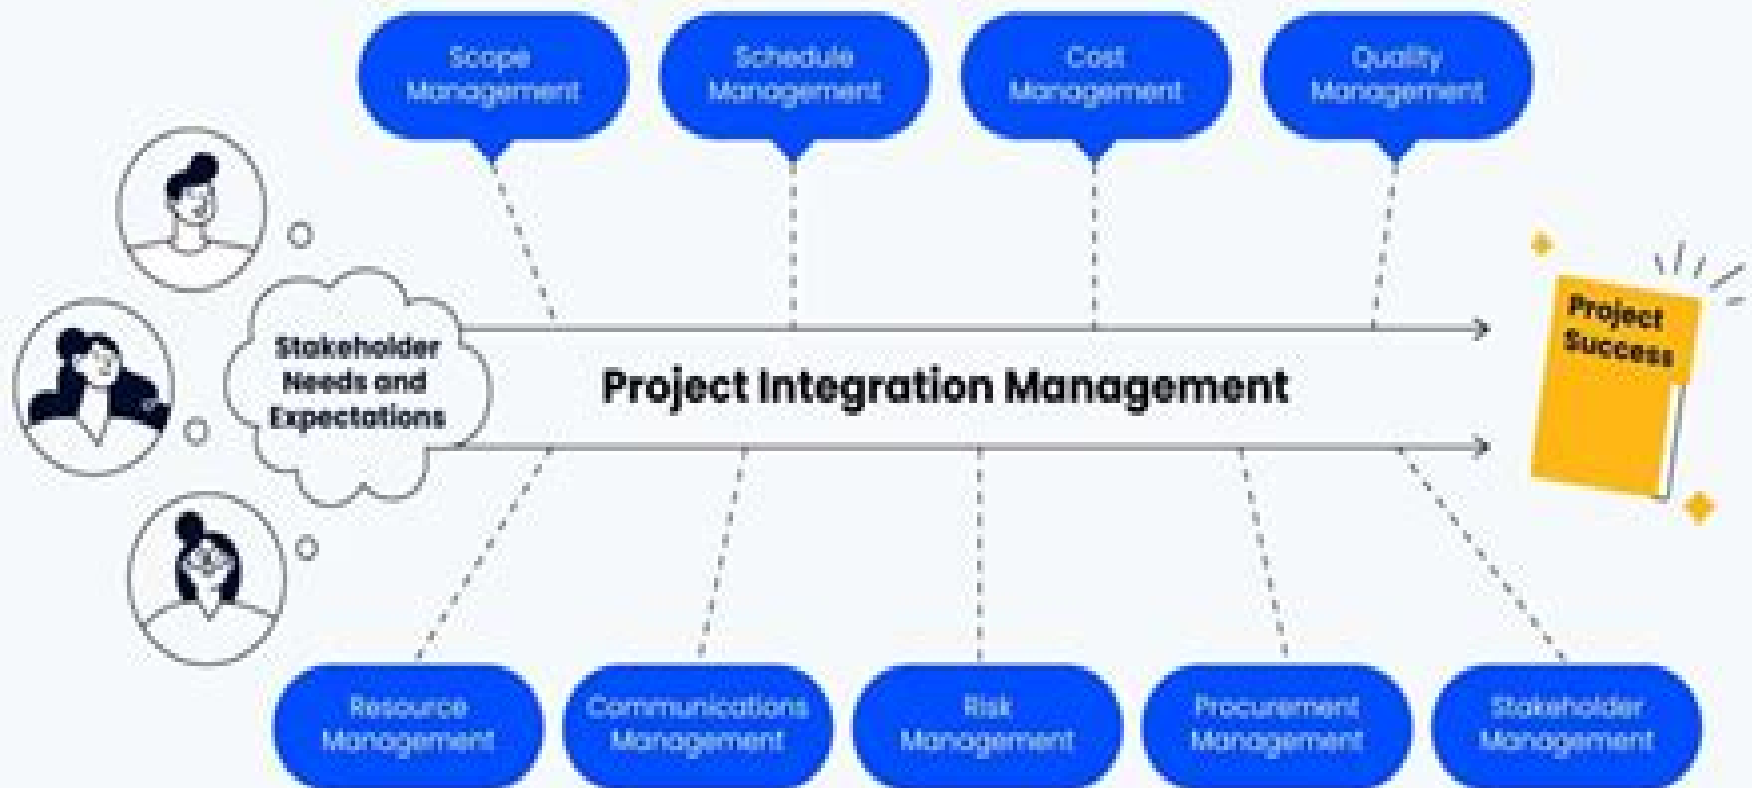 Scope
Management
Schedule
Management
Cost
Management
Quality
Management
Stakeholder
Needs and
Expectations
Project Integration Management
Project
Success
Resource
Management
Communications
Management
Risk
Management
Procurement
Management
Stakeholder
Management